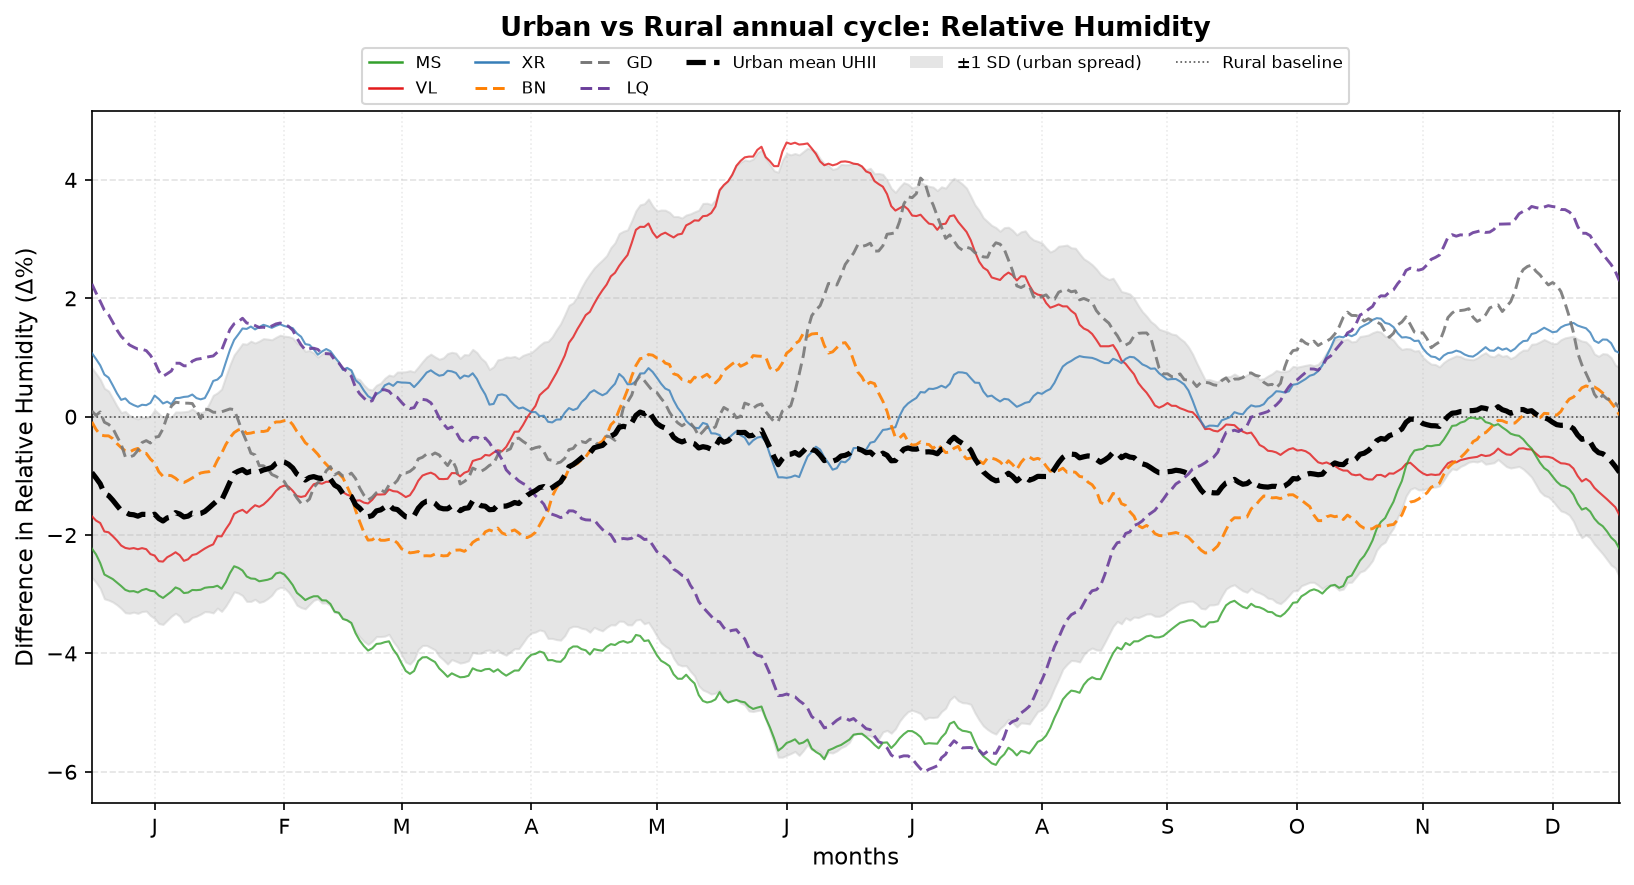 Urban vs Rural annual cycle: Relative Humidity
MS XR GD Urban mean UHII ±1 SD (urban spread) Rural baseline
VL BN LQ
Difference in Relative Humidity (Δ%)
4
2
0
−2
−4
−6
J F M A M J J A S O N D
months